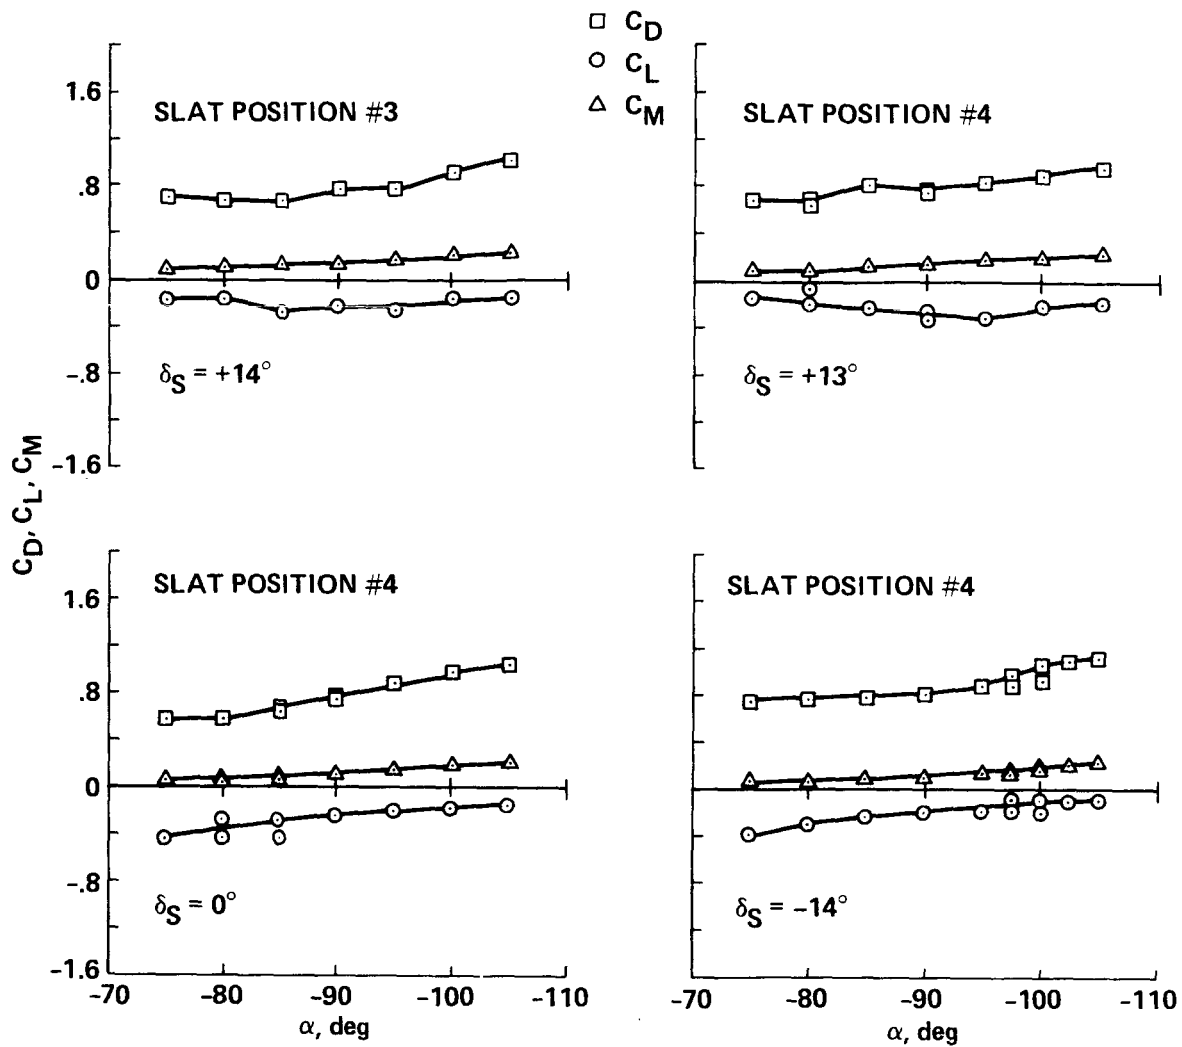 C_D
C_L
C_M
SLAT POSITION #3
1.6
.8
0
-.8
-1.6
δ_S = +14°
SLAT POSITION #4
δ_S = +13°
C_D, C_L, C_M
SLAT POSITION #4
1.6
.8
0
-.8
-1.6
δ_S = 0°
-70 -80 -90 -100 -110
α, deg
SLAT POSITION #4
δ_S = -14°
-70 -80 -90 -100 -110
α, deg